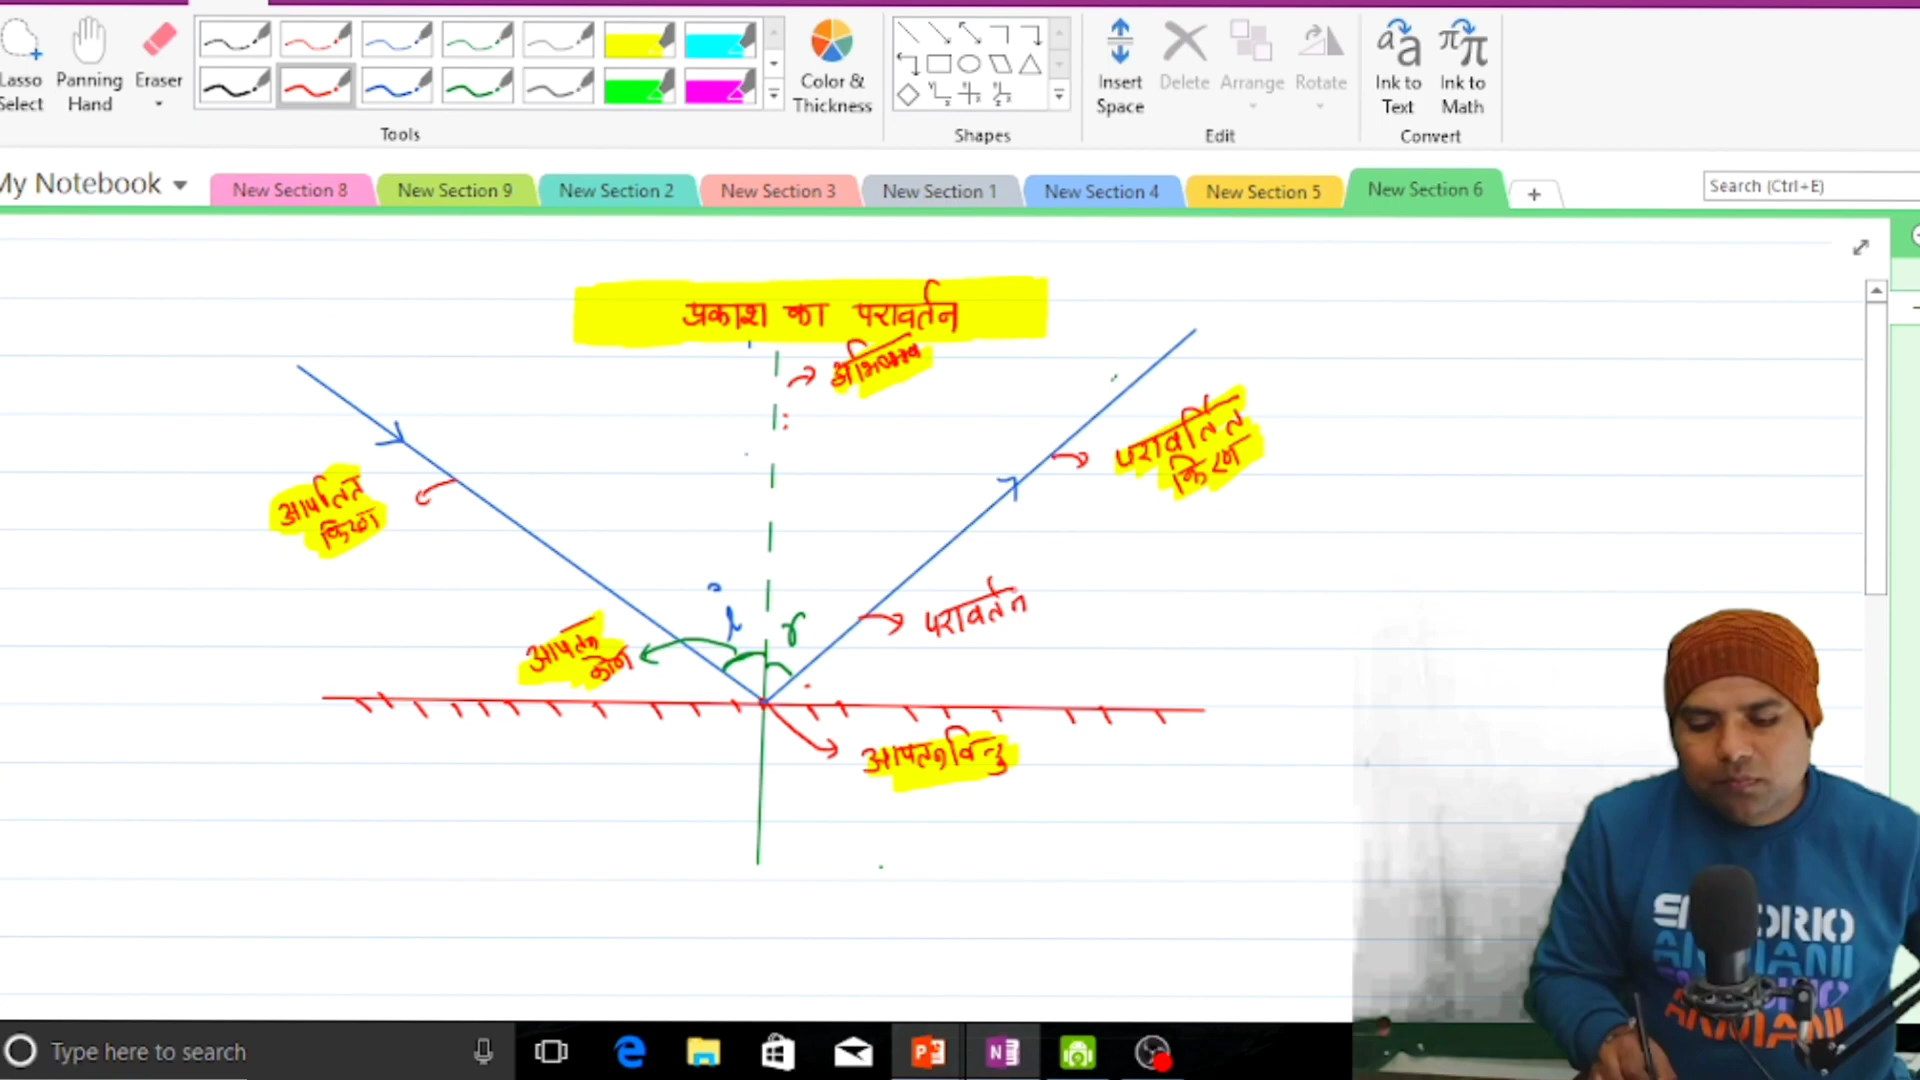 Lasso
Select
Panning
Hand
Eraser
Color &
Thickness
Insert
Space
Delete
Arrange
Rotate
Ink to
Text
Ink to
Math
Tools
Shapes
Edit
Convert
My Notebook
New Section 8
New Section 9
New Section 2
New Section 3
New Section 1
New Section 4
New Section 5
New Section 6
+
Search (Ctrl+E)
प्रकाश का परावर्तन
परावर्तित
किरण
आपतित
i
r
परावर्तन
आपतन
कोण
आपतन विन्दु
Type here to search